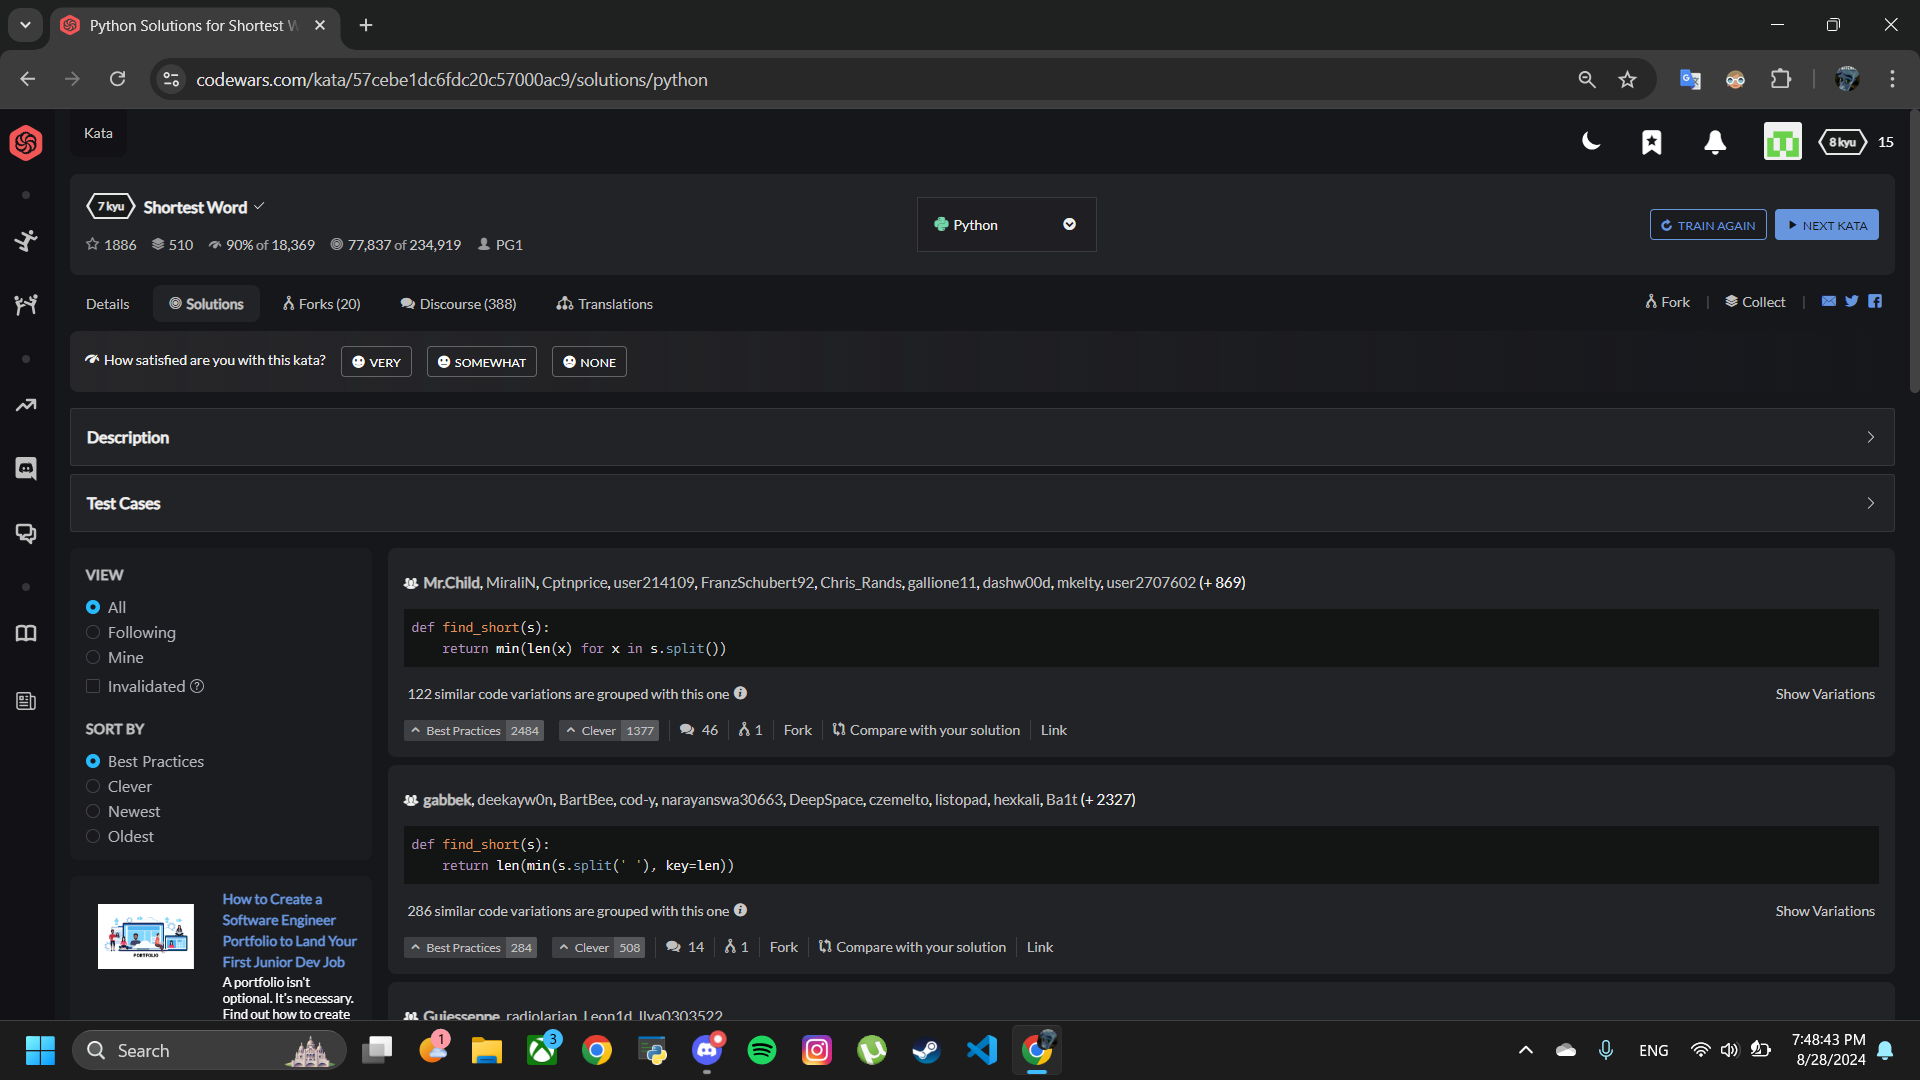 Python Solutions for Shortest W
codewars.com/kata/57cebe1dc6fdc20c57000ac9/solutions/python
Kata
8 kyu 15
7 kyu Shortest Word
1886 510 90% of 18,369 77,837 of 234,919 PG1
Python
TRAIN AGAIN NEXT KATA
Details Solutions Forks (20) Discourse (388) Translations
Fork | Collect |
How satisfied are you with this kata? VERY SOMEWHAT NONE
Description
Test Cases
VIEW
All
Following
Mine
Invalidated
SORT BY
Best Practices
Clever
Newest
Oldest
How to Create a
Software Engineer
Portfolio to Land Your
First Junior Dev Job
A portfolio isn't
optional. It's necessary.
Find out how to create
PORTFOLIO
Mr.Child, MiraliN, Cptnprice, user214109, FranzSchubert92, Chris_Rands, gallione11, dashw00d, mkelty, user2707602 (+ 869)
def find_short(s):
return min(len(x) for x in s.split())
122 similar code variations are grouped with this one
Show Variations
Best Practices 2484 Clever 1377 46 1 Fork Compare with your solution Link
gabbek, deekayw0n, BartBee, cod-y, narayanswa30663, DeepSpace, czemelto, listopad, hexkali, Ba1t (+ 2327)
def find_short(s):
return len(min(s.split(' '), key=len))
286 similar code variations are grouped with this one
Show Variations
Best Practices 284 Clever 508 14 1 Fork Compare with your solution Link
Guiesseppe, radiolarian, Leon1d, Ilya0303522
Search
1
3
ENG
7:48:43 PM
8/28/2024